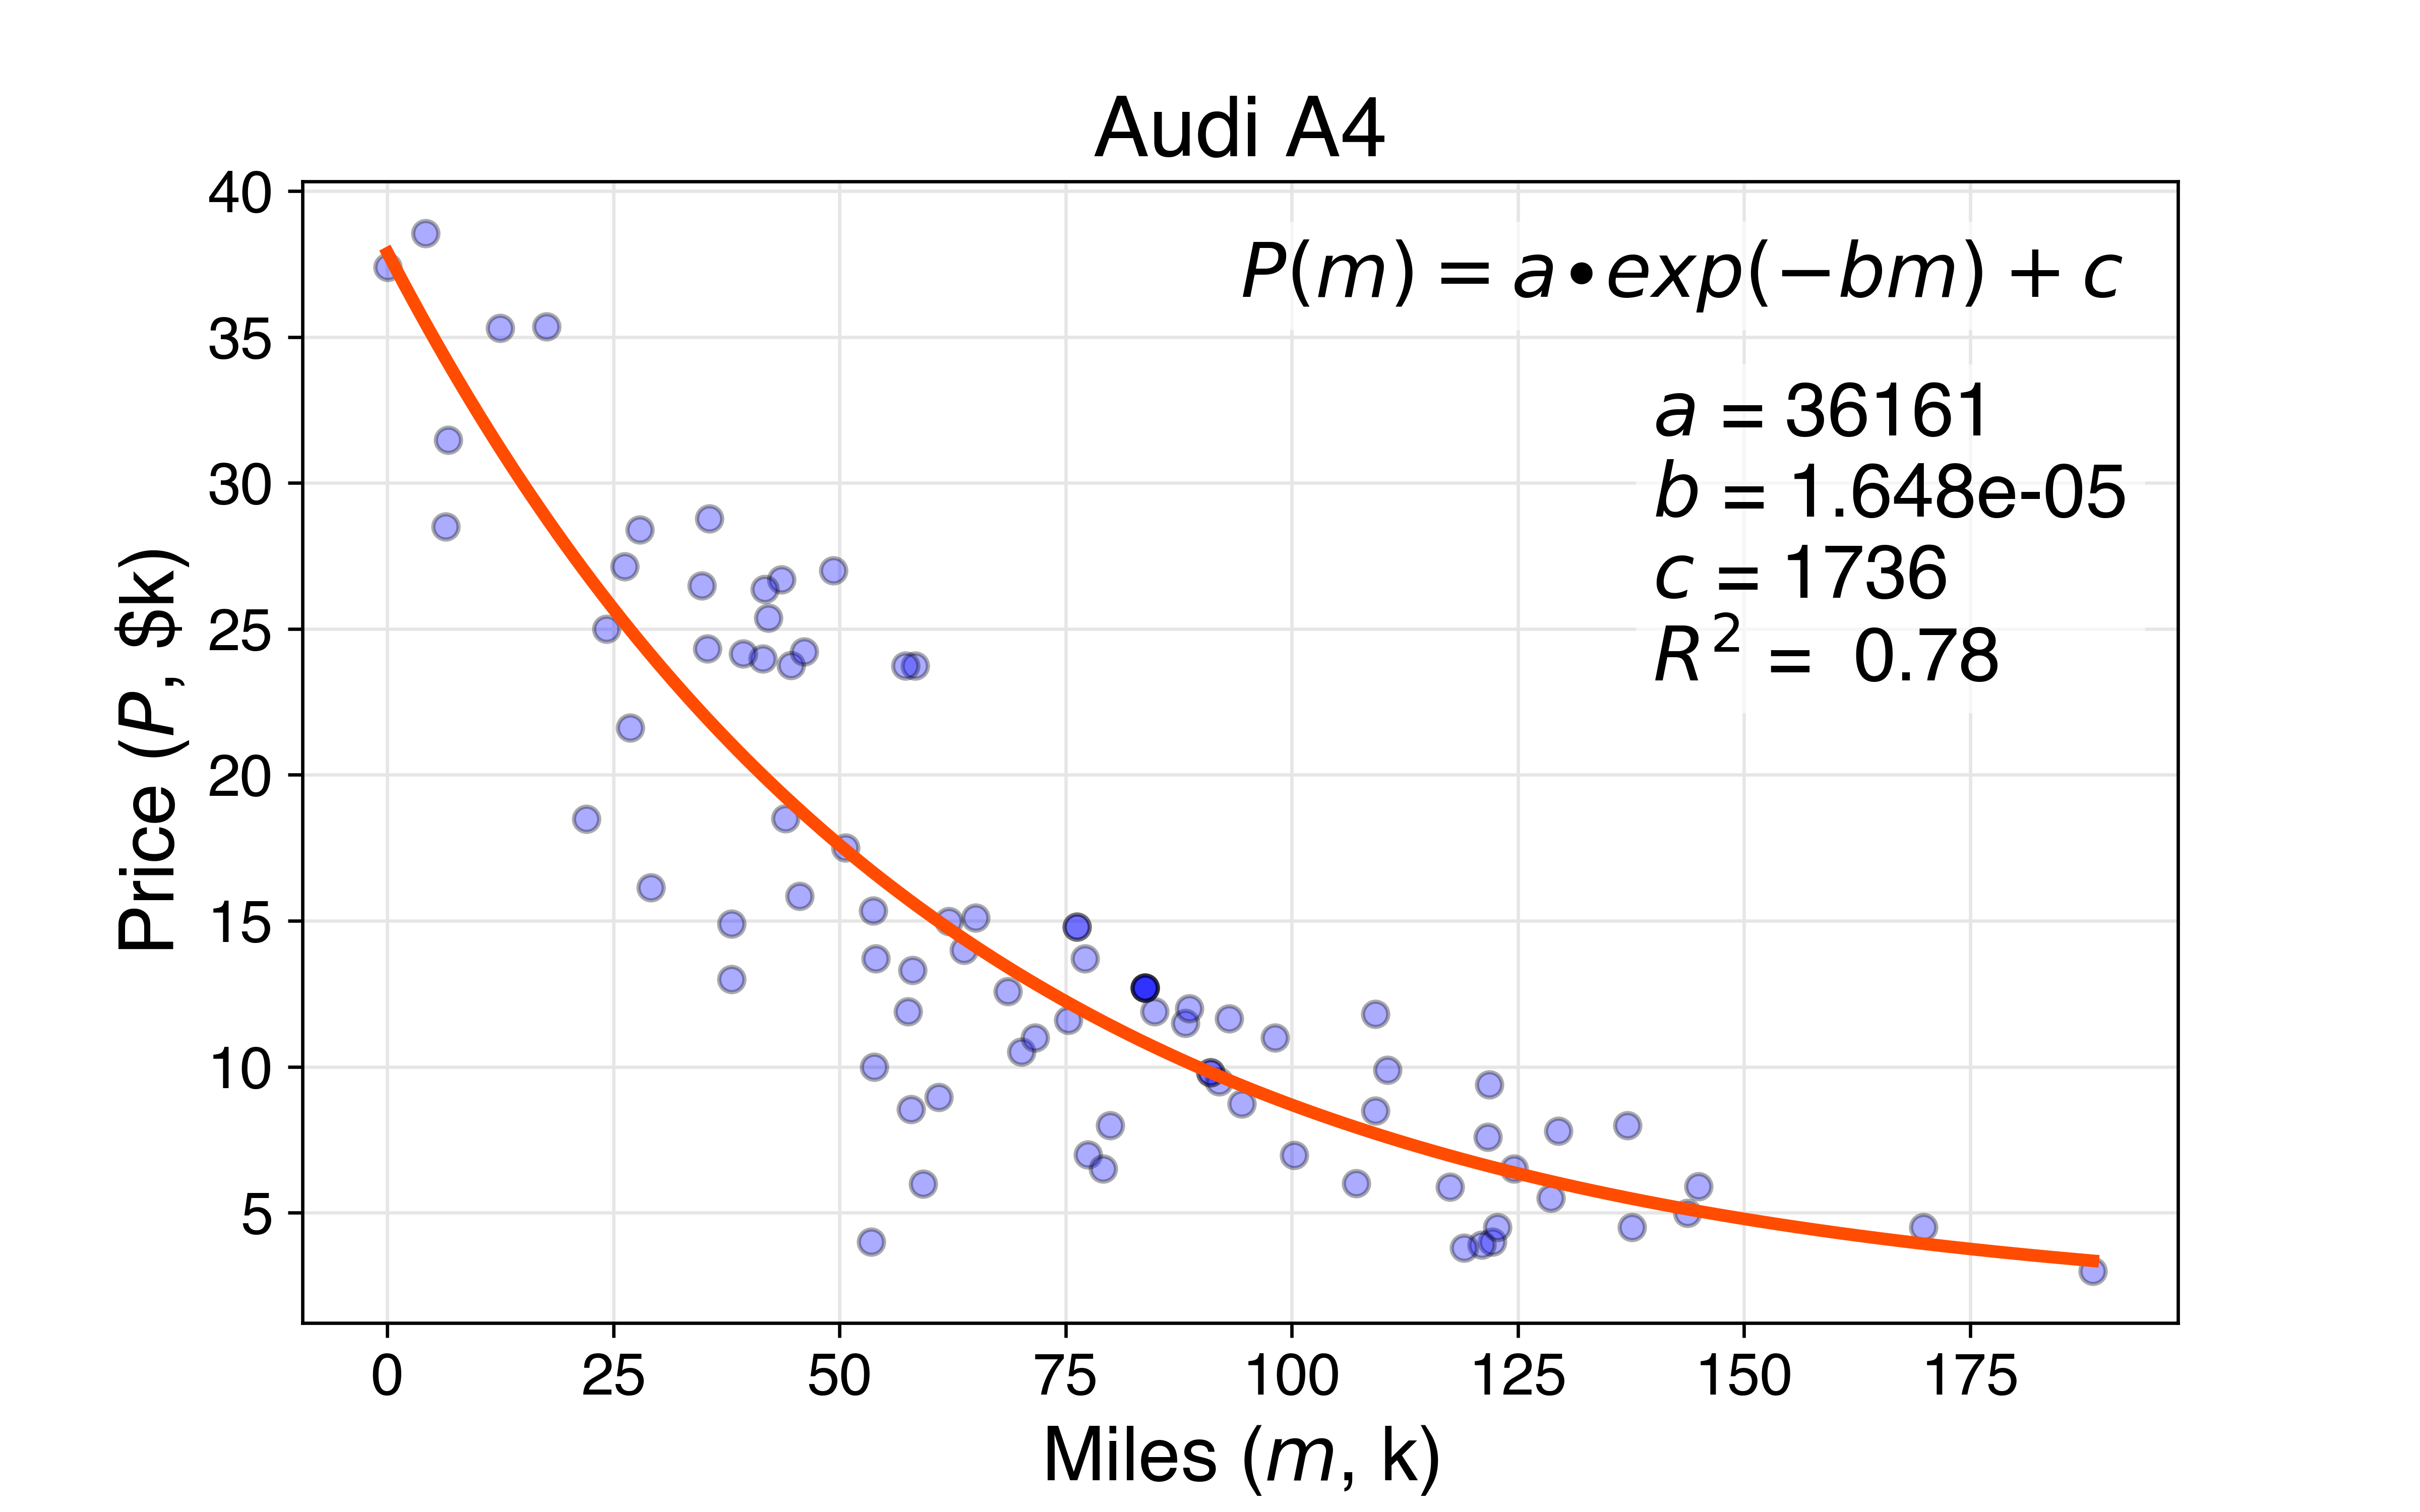 Audi A4
P(m) = a•exp(−bm) + c
a = 36161
b = 1.648e-05
c = 1736
R² = 0.78
Price (P, $k)
40
35
30
25
20
15
10
5
0 25 50 75 100 125 150 175
Miles (m, k)